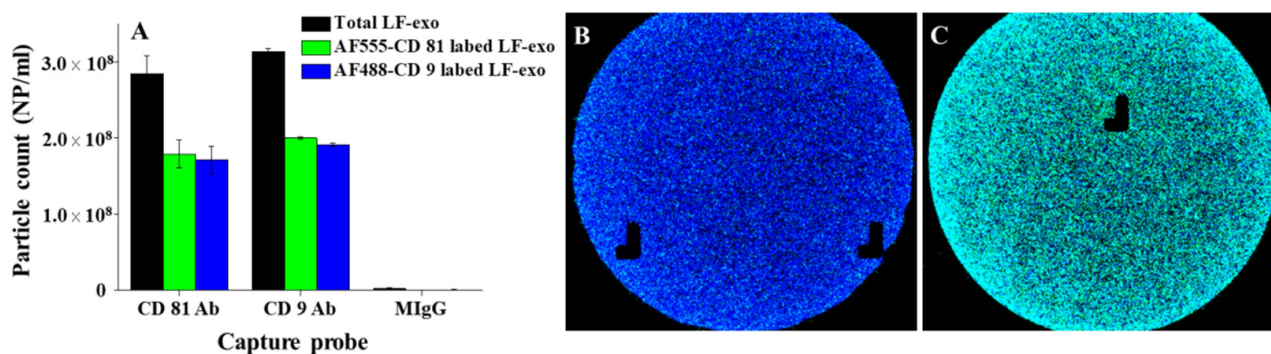 A
Total LF-exo
AF555-CD 81 labed LF-exo
AF488-CD 9 labed LF-exo
Particle count (NP/ml)
3.0 × 10⁸
2.0 × 10⁸
1.0 × 10⁸
0
CD 81 Ab CD 9 Ab MIgG
Capture probe
B
C